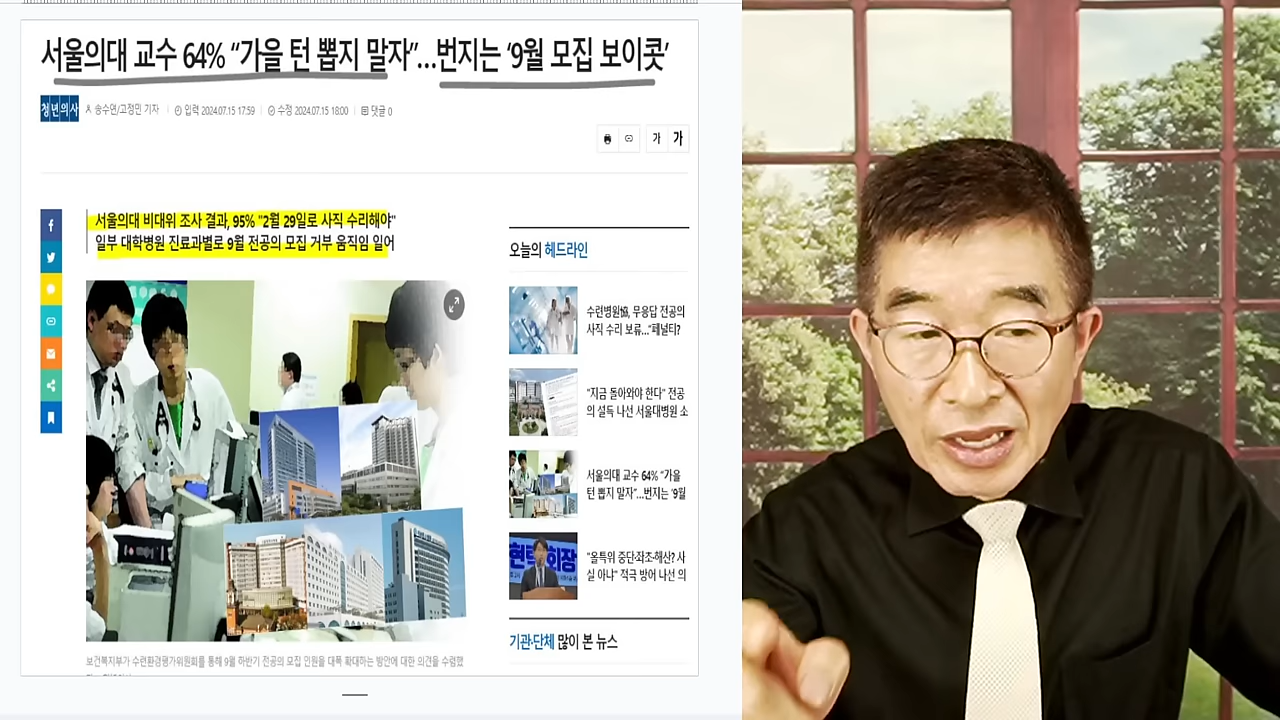 서울의대 교수 64% “가을 턴 뽑지 말자”…번지는 ‘9월 모집 보이콧’
청년의사
송수연/고정민 기자
입력 2024.07.15 17:59
수정 2024.07.15 18:00
댓글 0
가 가
서울의대 비대위 조사 결과, 95% "2월 29일로 사직 수리해야"
일부 대학병원 진료과별로 9월 전공의 모집 거부 움직임 일어
오늘의 헤드라인
수련병원協, 무응답 전공의
사직 수리 보류…"페널티?
"지금 돌아와야 한다" 전공
의 설득 나선 서울대병원 소
서울의대 교수 64% “가을
턴 뽑지 말자”…번지는 ‘9월
"올특위 중단·좌초·해산? 사
실 아냐" 적극 방어 나선 의
기관·단체 많이 본 뉴스
보건복지부가 수련환경평가위원회를 통해 9월 하반기 전공의 모집 인원을 대폭 확대하는 방안에 대한 의견을 수렴했